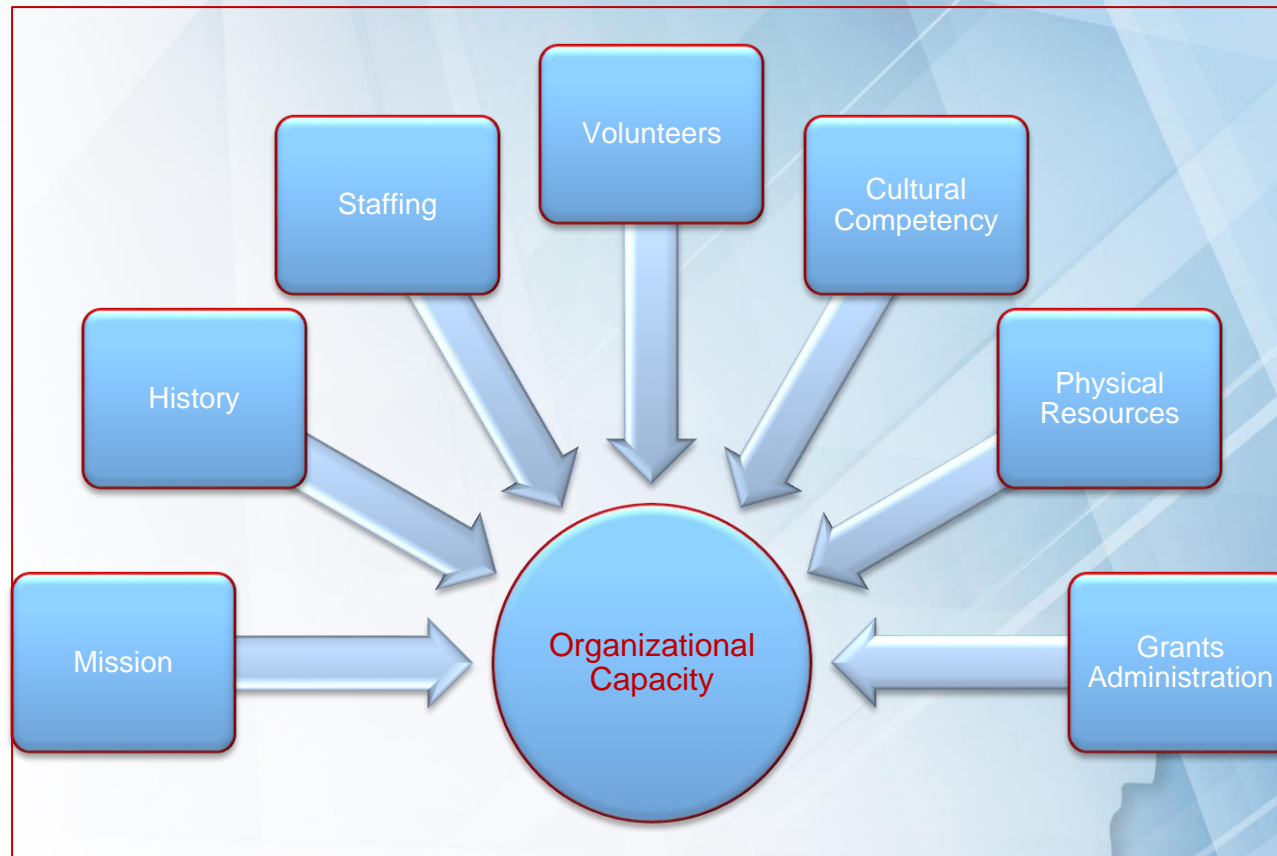 Volunteers
Staffing
Cultural
Competency
History
Physical
Resources
Mission
Organizational
Capacity
Grants
Administration